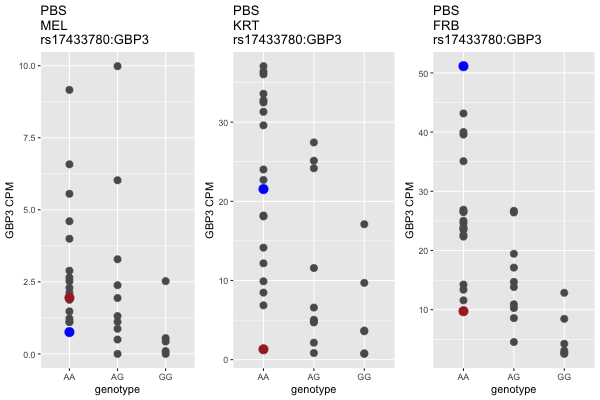 PBS
MEL
rs17433780:GBP3
GBP3 CPM
10.0
7.5
5.0
2.5
0.0
AA AG GG
genotype
PBS
KRT
rs17433780:GBP3
GBP3 CPM
30
20
10
0
AA AG GG
genotype
PBS
FRB
rs17433780:GBP3
GBP3 CPM
50
40
30
20
10
AA AG GG
genotype